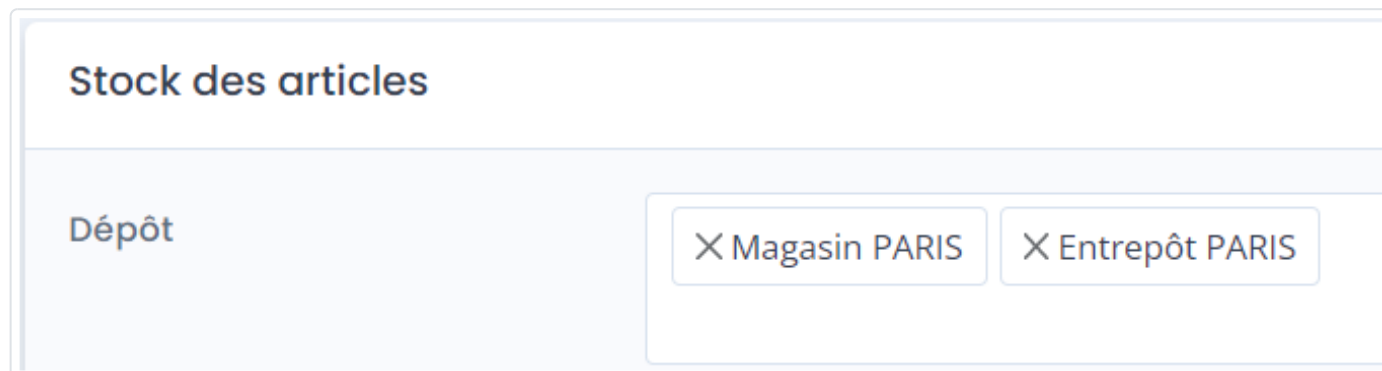 Stock des articles
Dépôt
Magasin PARIS
Entrepôt PARIS